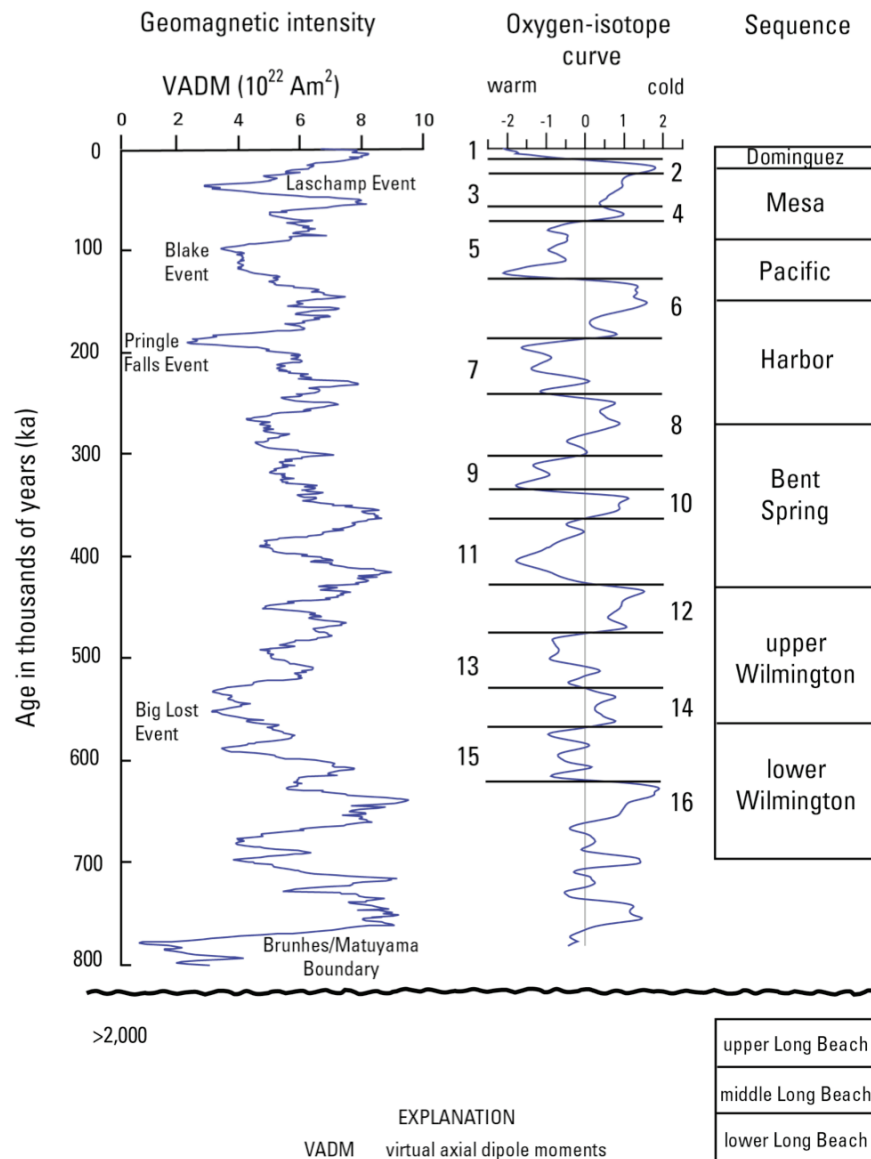 Geomagnetic intensity
VADM (10²² Am²)
0 2 4 6 8 10
Oxygen-isotope
curve
warm cold
-2 -1 0 1 2
Sequence
Age in thousands of years (ka)
0
100
200
300
400
500
600
700
800
Laschamp Event
Blake
Event
Pringle
Falls Event
Big Lost
Event
Brunhes/Matuyama
Boundary
1
2
3
4
5
6
7
8
9
10
11
12
13
14
15
16
Dominguez
Mesa
Pacific
Harbor
Bent
Spring
upper
Wilmington
lower
Wilmington
>2,000
upper Long Beach
middle Long Beach
lower Long Beach
EXPLANATION
VADM virtual axial dipole moments